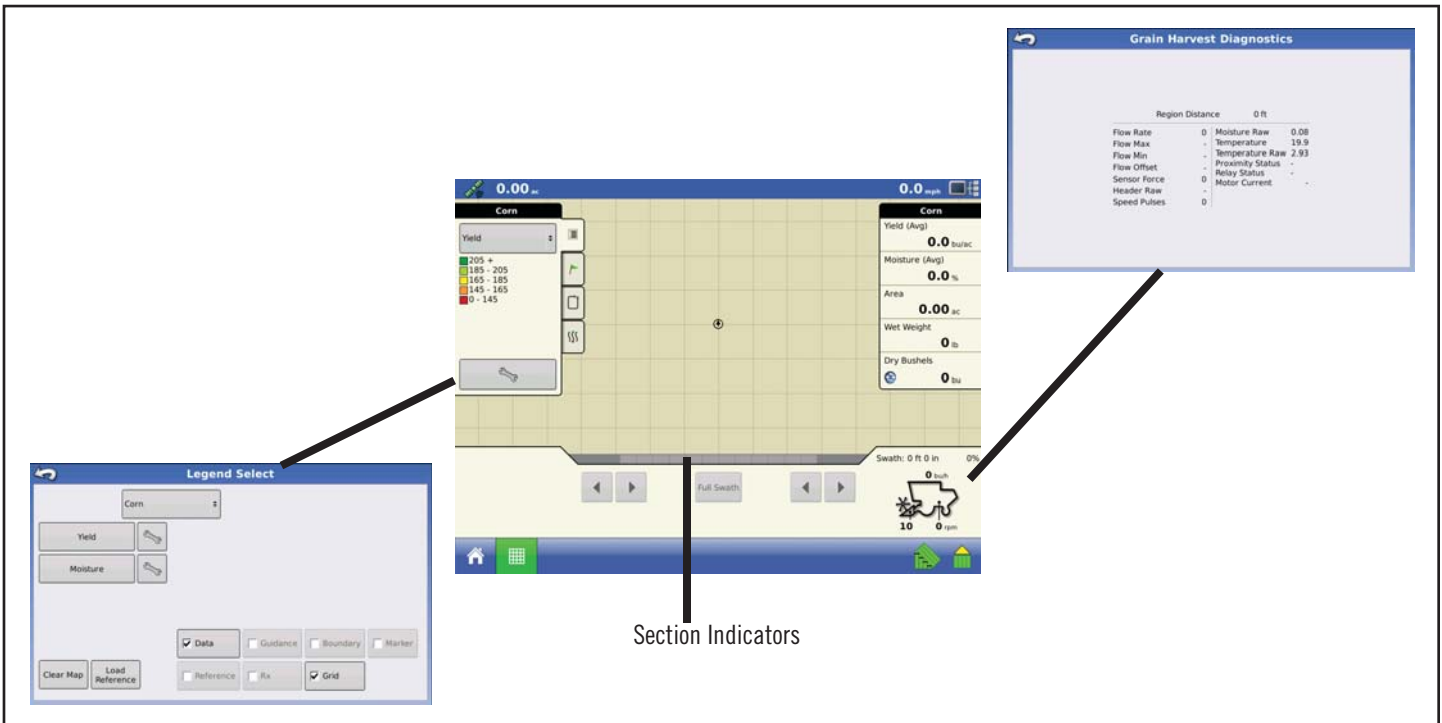 Grain Harvest Diagnostics
Region Distance 0 ft
Flow Rate 0 Moisture Raw 0.08
Flow Max - Temperature 19.9
Flow Min - Temperature Raw 2.93
Flow Offset - Proximity Status -
Sensor Force 0 Relay Status -
Header Raw - Motor Current -
Speed Pulses 0
0.00 ac 0.0 mph
Corn
Yield
205 +
185 - 205
165 - 185
145 - 165
0 - 145
Corn
Yield (Avg)
0.0 bu/ac
Moisture (Avg)
0.0 %
Area
0.00 ac
Wet Weight
0 lb
Dry Bushels
0 bu
Swath: 0 ft 0 in 0%
Full Swath
0 bu/h
10 0 rpm
Legend Select
Corn
Yield
Moisture
Data Guidance Boundary Marker
Clear Map Load Reference
Reference Rx Grid
Section Indicators